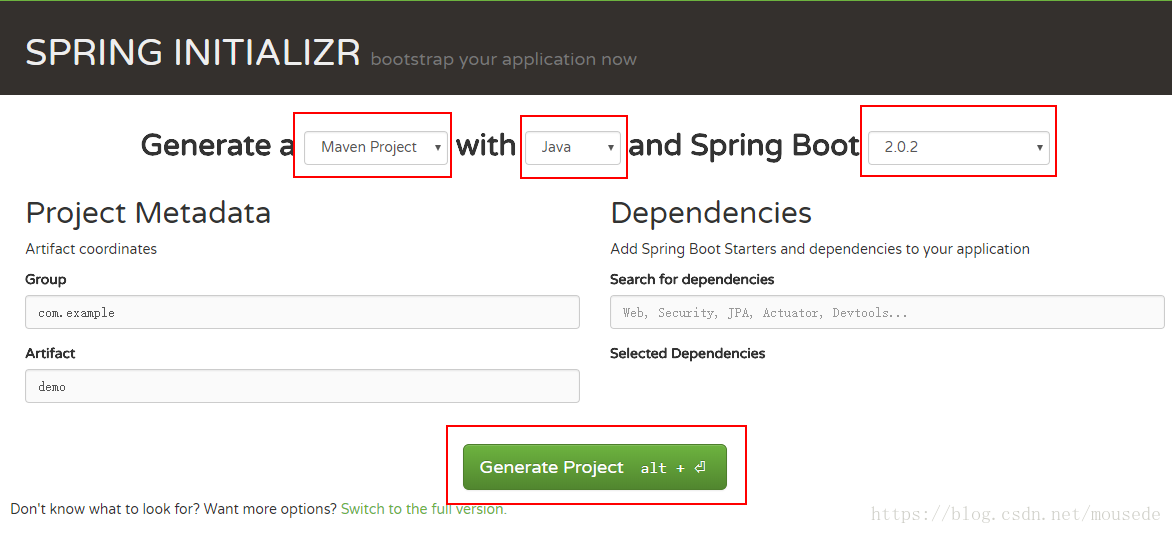 SPRING INITIALIZR bootstrap your application now
Generate a Maven Project with Java and Spring Boot 2.0.2
Project Metadata
Artifact coordinates
Group
com.example
Artifact
demo
Dependencies
Add Spring Boot Starters and dependencies to your application
Search for dependencies
Web, Security, JPA, Actuator, Devtools...
Selected Dependencies
Generate Project alt + ⏎
Don't know what to look for? Want more options? Switch to the full version.
https://blog.csdn.net/mousede